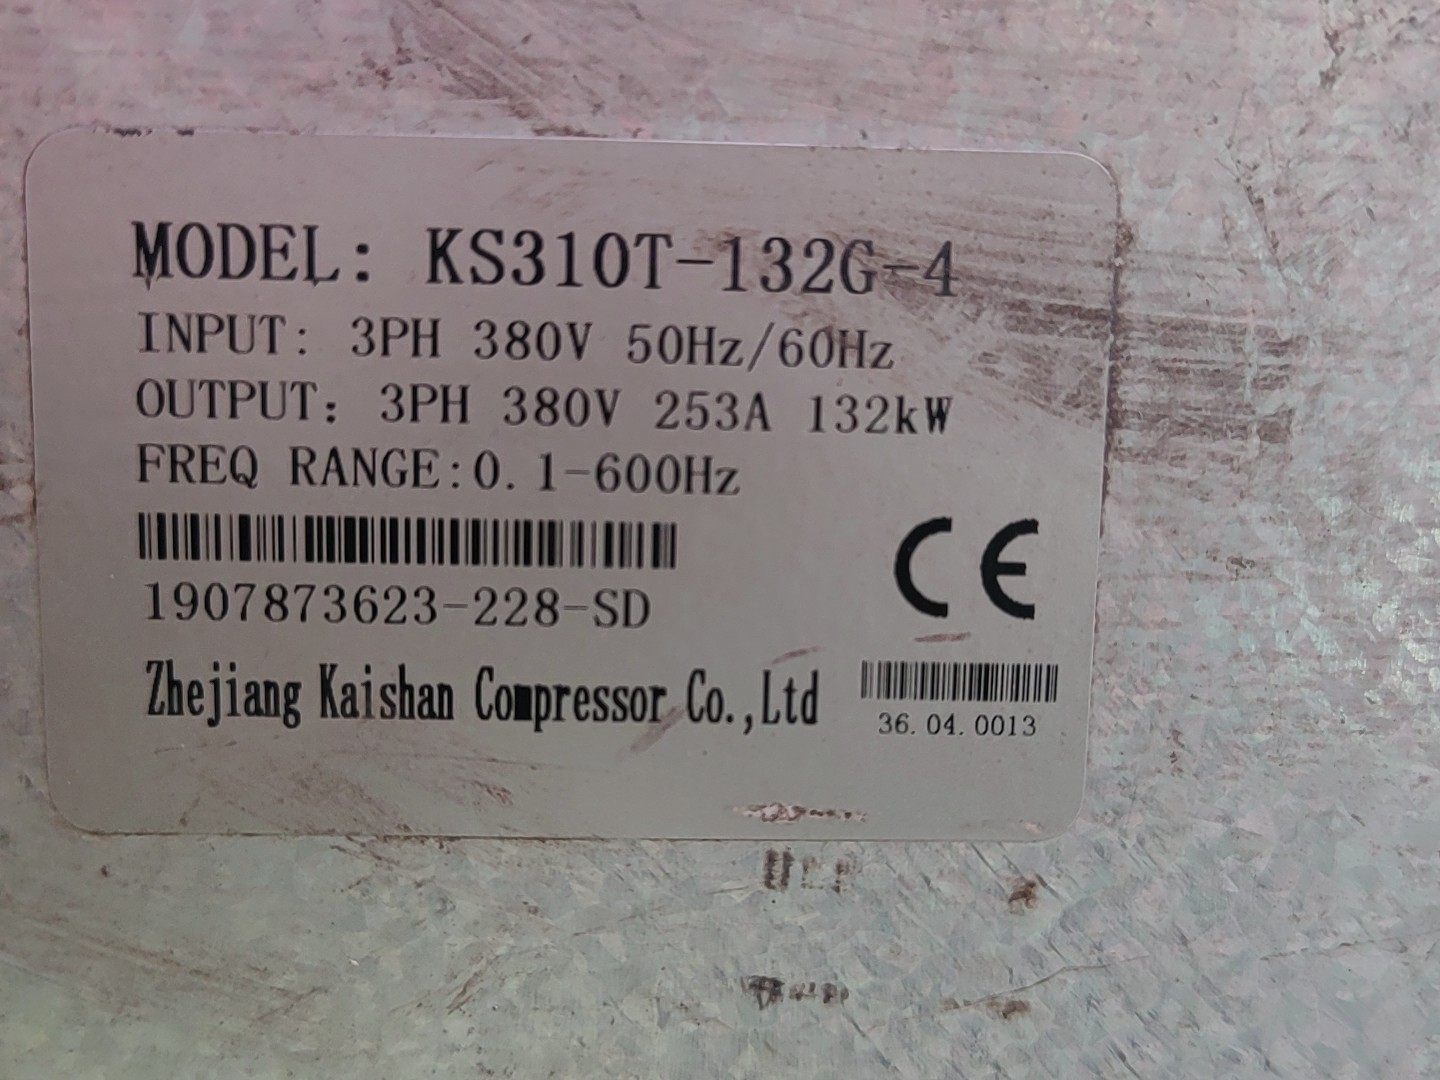 MODEL: KS310T-132G-4
INPUT: 3PH 380V 50Hz/60Hz
OUTPUT: 3PH 380V 253A 132kW
FREQ RANGE:0.1-600Hz
1907873623-228-SD
CE
Zhejiang Kaishan Compressor Co.,Ltd
36.04.0013